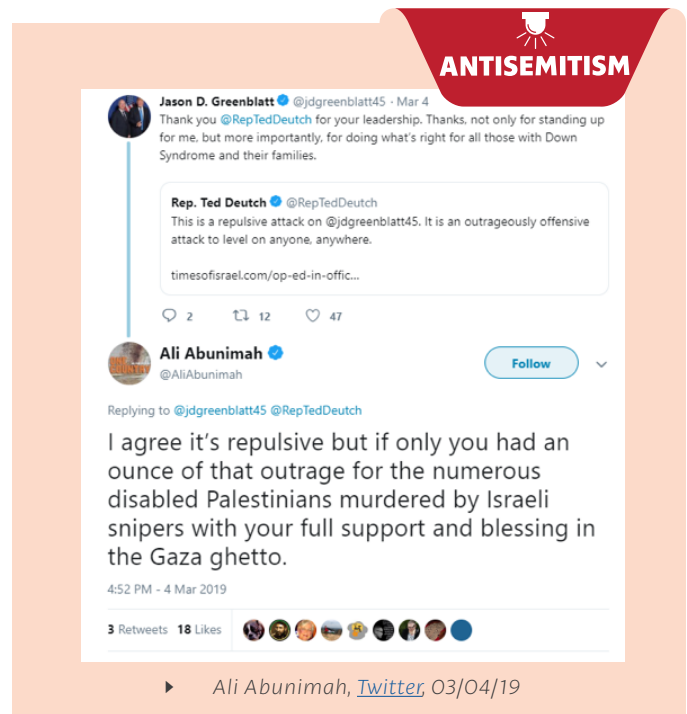 ANTISEMITISM
Jason D. Greenblatt @jdgreenblatt45 · Mar 4
Thank you @RepTedDeutch for your leadership. Thanks, not only for standing up
for me, but more importantly, for doing what's right for all those with Down
Syndrome and their families.
Rep. Ted Deutch @RepTedDeutch
This is a repulsive attack on @jdgreenblatt45. It is an outrageously offensive
attack to level on anyone, anywhere.
timesofisrael.com/op-ed-in-offic...
2 12 47
Ali Abunimah
@AliAbunimah
Follow
Replying to @jdgreenblatt45 @RepTedDeutch
I agree it's repulsive but if only you had an
ounce of that outrage for the numerous
disabled Palestinians murdered by Israeli
snipers with your full support and blessing in
the Gaza ghetto.
4:52 PM - 4 Mar 2019
3 Retweets 18 Likes
Ali Abunimah, Twitter, 03/04/19